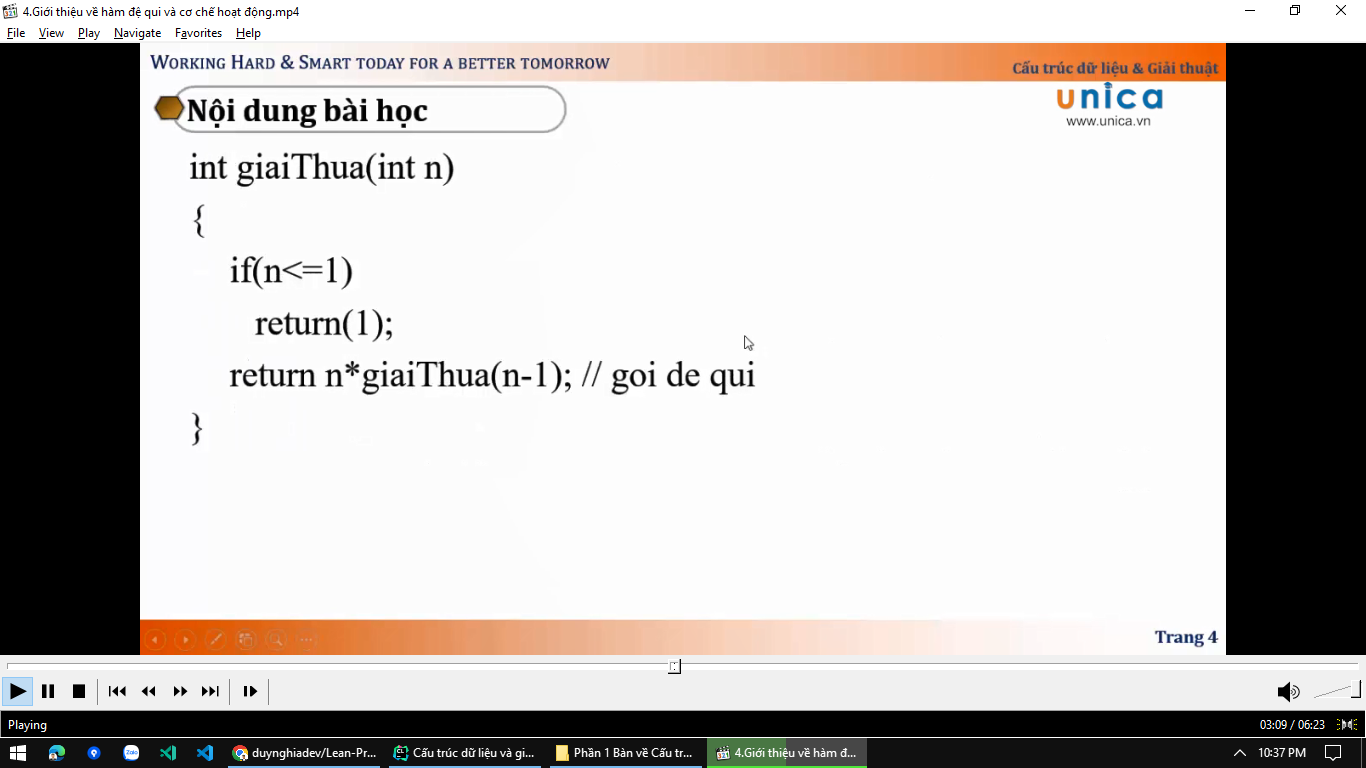 4.Giới thiệu về hàm đệ qui và cơ chế hoạt động.mp4
File View Play Navigate Favorites Help
WORKING HARD & SMART TODAY FOR A BETTER TOMORROW
Cấu trúc dữ liệu & Giải thuật
Nội dung bài học
unica
www.unica.vn
int giaiThua(int n)
{
if(n<=1)
return(1);
return n*giaiThua(n-1); // goi de qui
}
Trang 4
Playing
03:09 / 06:23
Zalo
duynghiadev/Lean-Pr...
Cấu trúc dữ liệu và gi...
Phần 1 Bàn về Cấu tr...
4.Giới thiệu về hàm đ...
10:37 PM